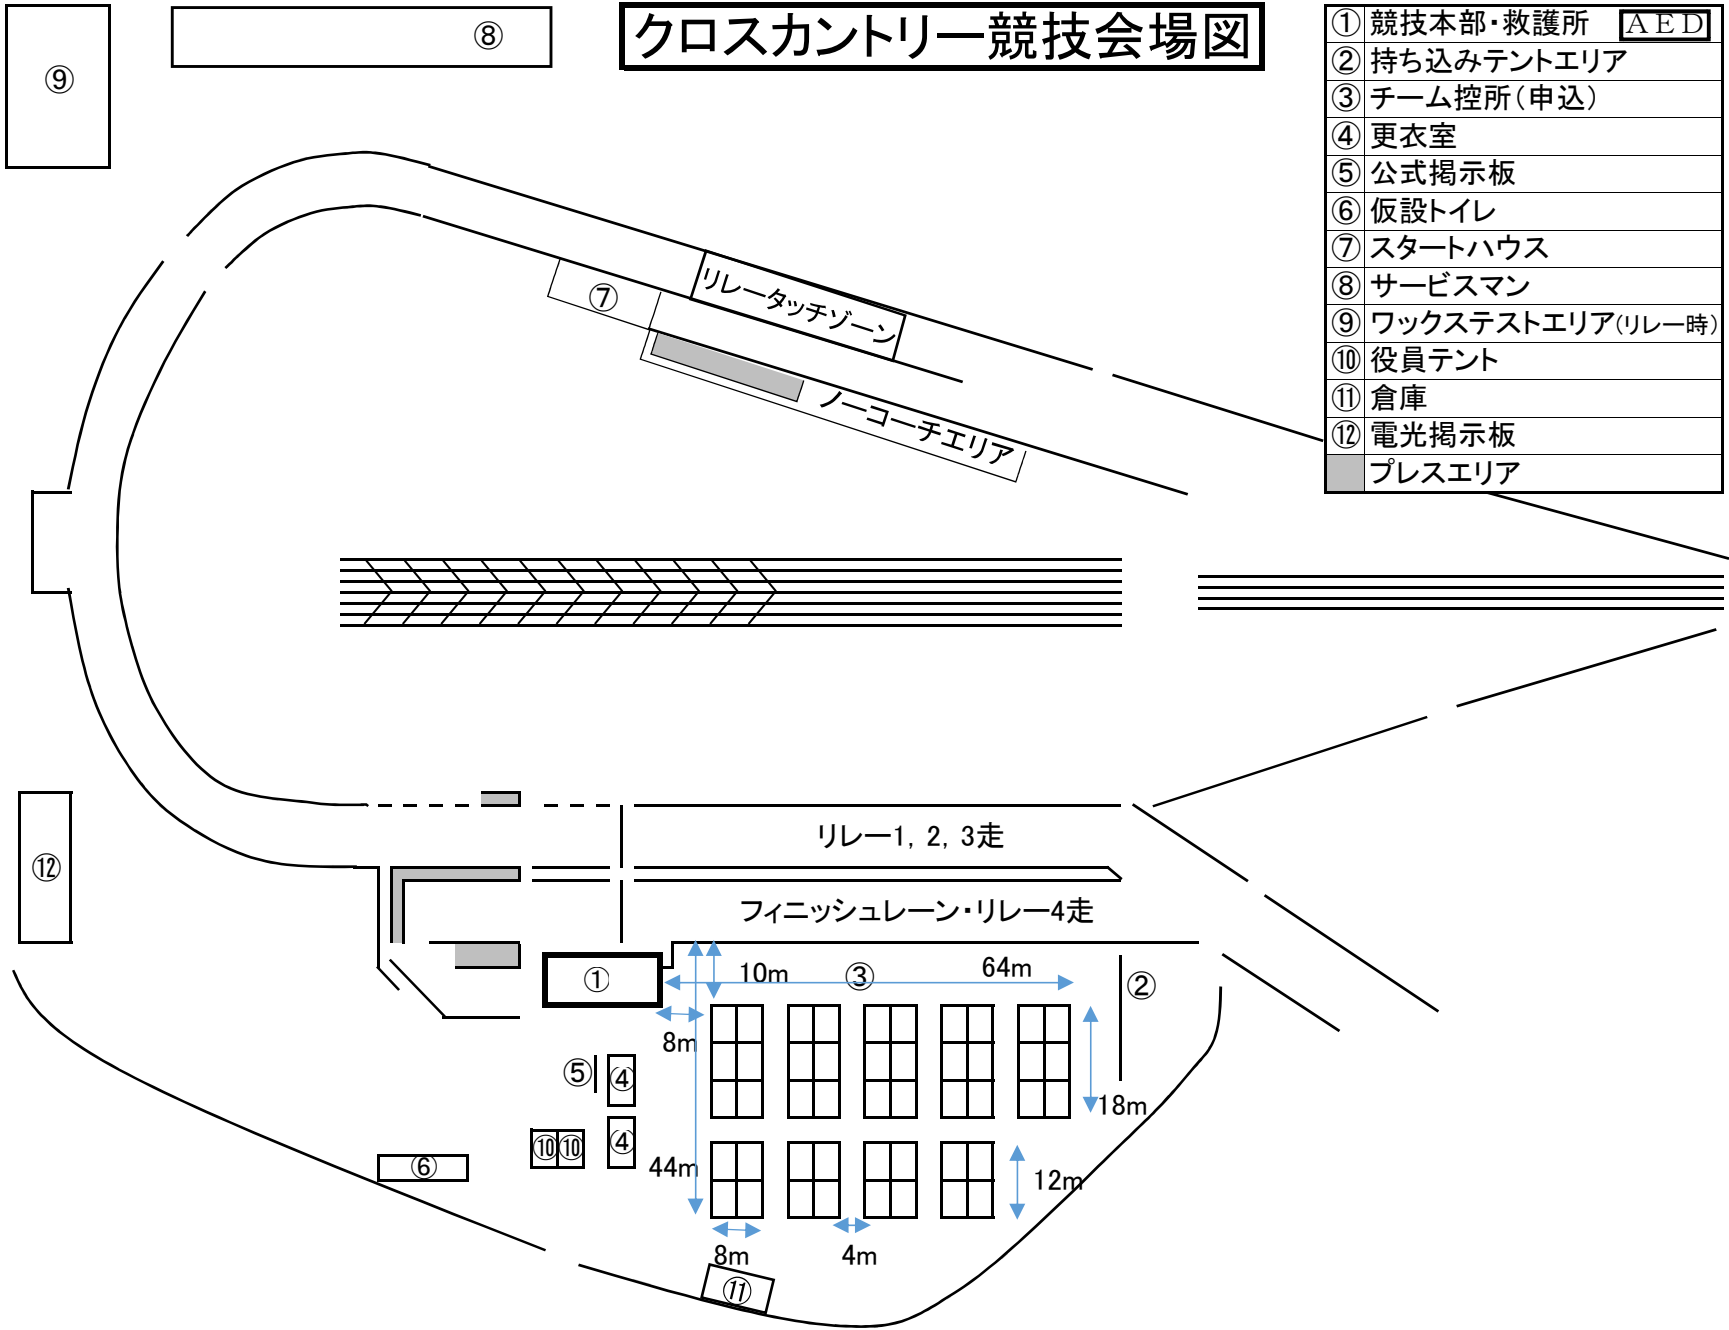 クロスカントリー競技会場図
① 競技本部・救護所 AED
② 持ち込みテントエリア
③ チーム控所(申込)
④ 更衣室
⑤ 公式掲示板
⑥ 仮設トイレ
⑦ スタートハウス
⑧ サービスマン
⑨ ワックステストエリア(リレー時)
⑩ 役員テント
⑪ 倉庫
⑫ 電光掲示板
プレスエリア
⑧
⑨
⑦
リレータッチゾーン
ノーコーチエリア
リレー1, 2, 3走
⑫
フィニッシュレーン・リレー4走
①
10m
③
64m
②
8m
⑤
④
18m
④
⑩
⑩
⑥
44m
12m
8m
4m
⑪